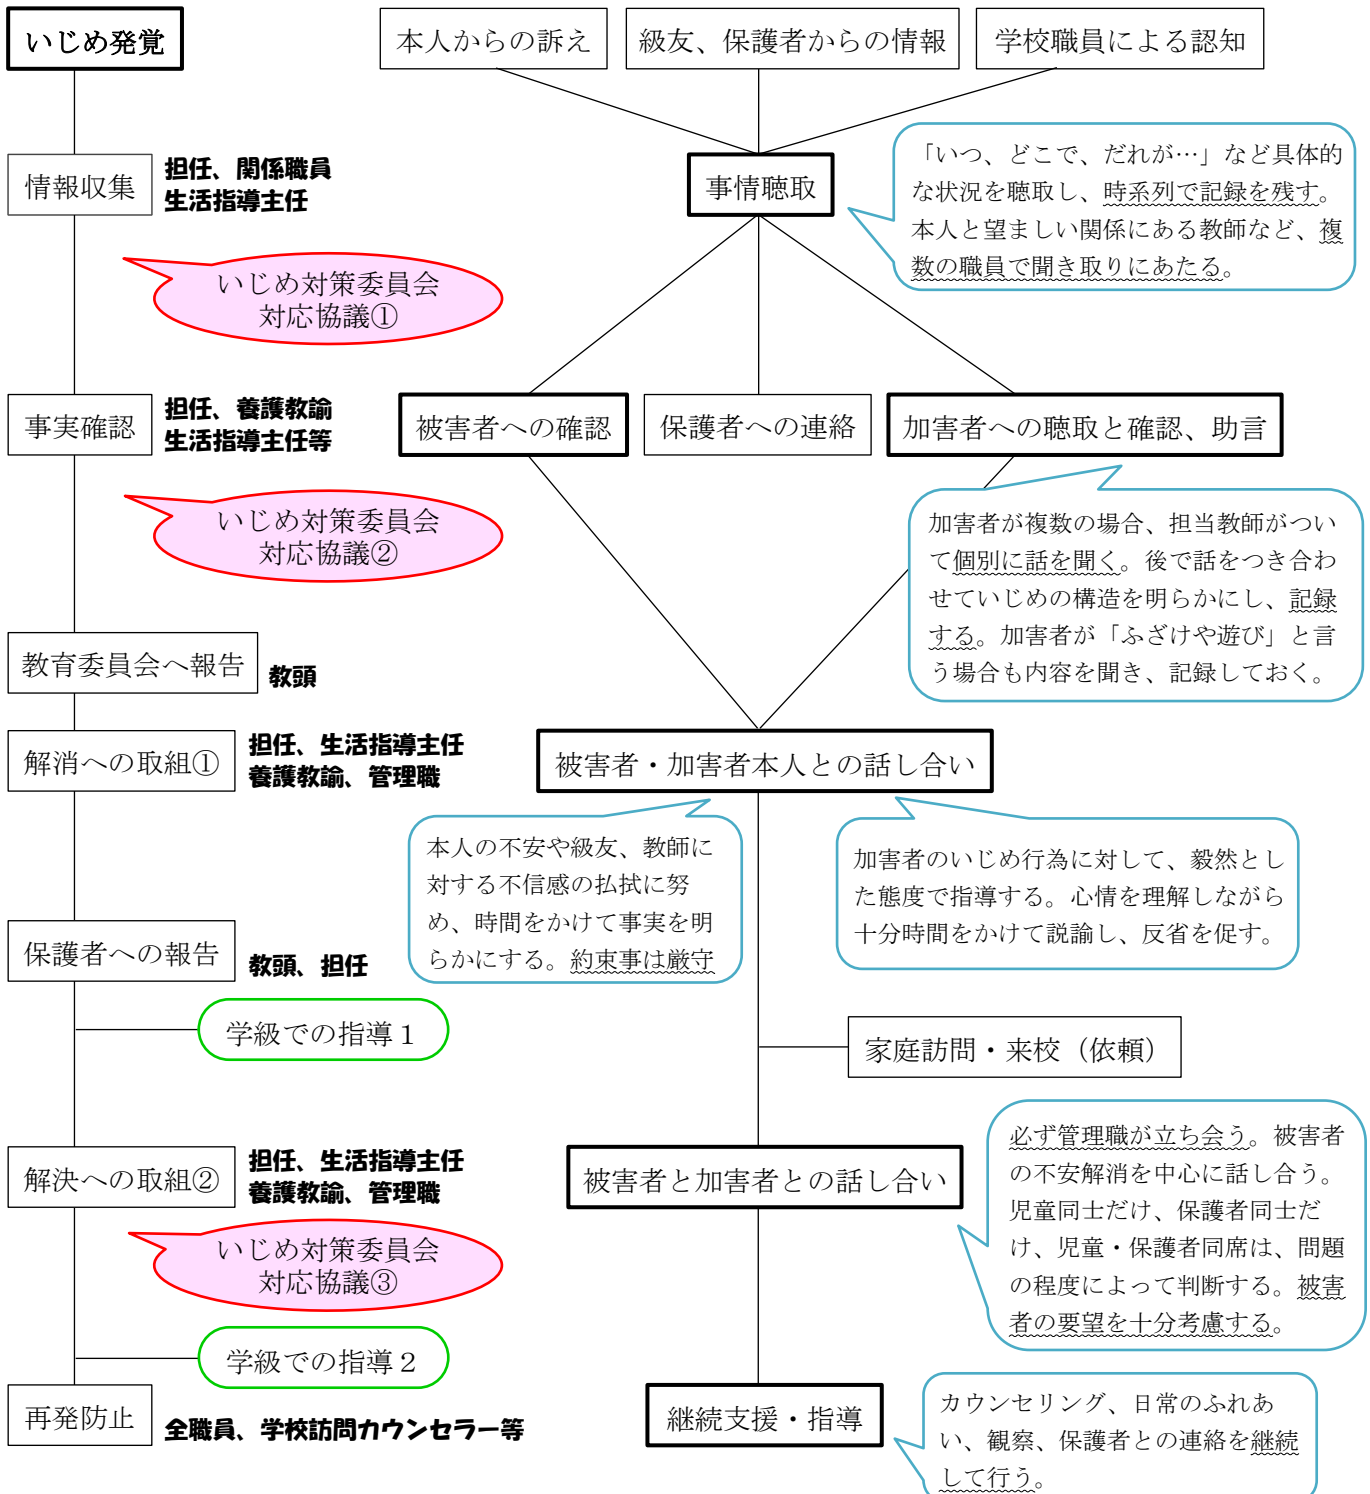 いじめ発覚
本人からの訴え
級友、保護者からの情報
学校職員による認知
情報収集
担任、関係職員
生活指導主任
事情聴取
「いつ、どこで、だれが…」など具体的
な状況を聴取し、時系列で記録を残す。
本人と望ましい関係にある教師など、複
数の職員で聞き取りにあたる。
いじめ対策委員会
対応協議①
事実確認
担任、養護教諭
生活指導主任等
被害者への確認
保護者への連絡
加害者への聴取と確認、助言
いじめ対策委員会
対応協議②
加害者が複数の場合、担当教師がつい
て個別に話を聞く。後で話をつき合わ
せていじめの構造を明らかにし、記録
する。加害者が「ふざけや遊び」と言
う場合も内容を聞き、記録しておく。
教育委員会へ報告
教頭
解消への取組①
担任、生活指導主任
養護教諭、管理職
被害者・加害者本人との話し合い
本人の不安や級友、教師に
対する不信感の払拭に努
め、時間をかけて事実を明
らかにする。約束事は厳守
加害者のいじめ行為に対して、毅然とし
た態度で指導する。心情を理解しながら
十分時間をかけて説諭し、反省を促す。
保護者への報告
教頭、担任
学級での指導１
家庭訪問・来校（依頼）
解決への取組②
担任、生活指導主任
養護教諭、管理職
被害者と加害者との話し合い
必ず管理職が立ち会う。被害者
の不安解消を中心に話し合う。
児童同士だけ、保護者同士だ
け、児童・保護者同席は、問題
の程度によって判断する。被害
者の要望を十分考慮する。
いじめ対策委員会
対応協議③
学級での指導２
再発防止
全職員、学校訪問カウンセラー等
継続支援・指導
カウンセリング、日常のふれあ
い、観察、保護者との連絡を継続
して行う。